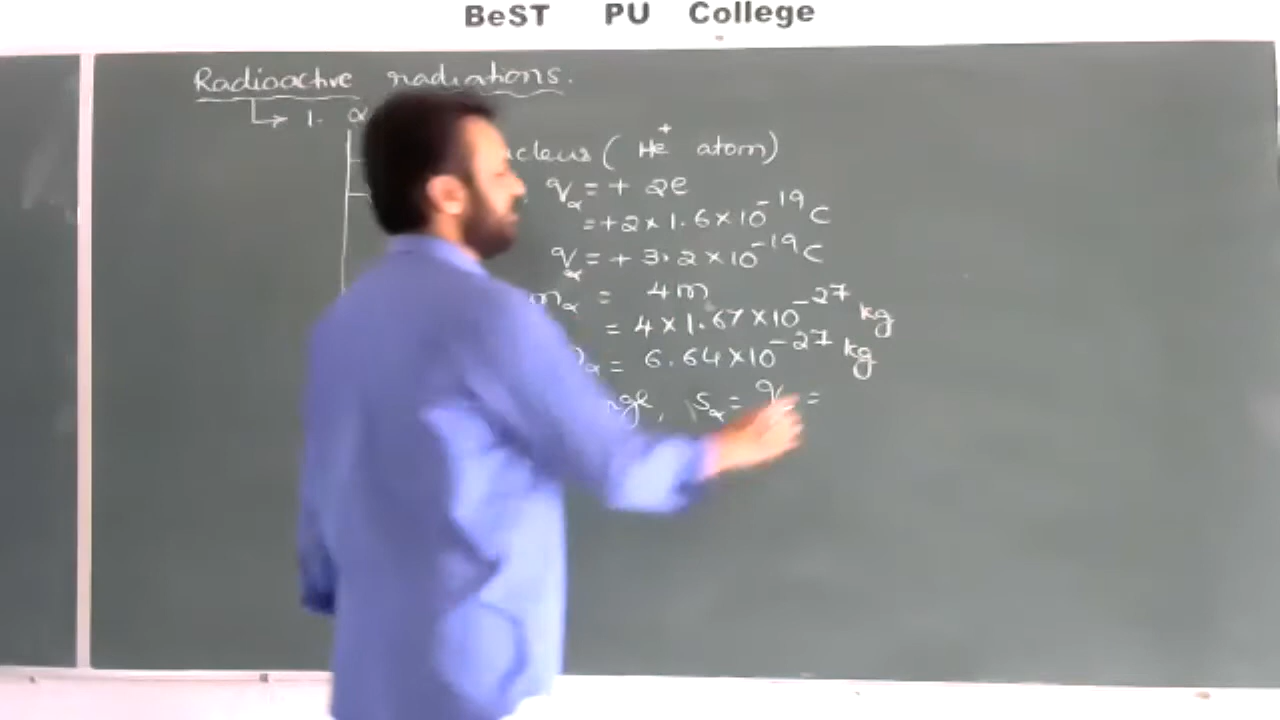 BeST PU College
Radioactive radiations.
↳ 1. α
( He⁺ atom)
q_α = + 2e
= +2 × 1.6 × 10⁻¹⁹ C
q_α = + 3.2 × 10⁻¹⁹ C
m_α = 4m
= 4 × 1.67 × 10⁻²⁷ kg
= 6.64 × 10⁻²⁷ kg
, S_α = q =